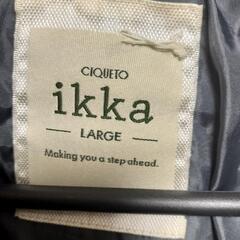 CIQUETO
ikka
— LARGE —
Making you a step ahead.